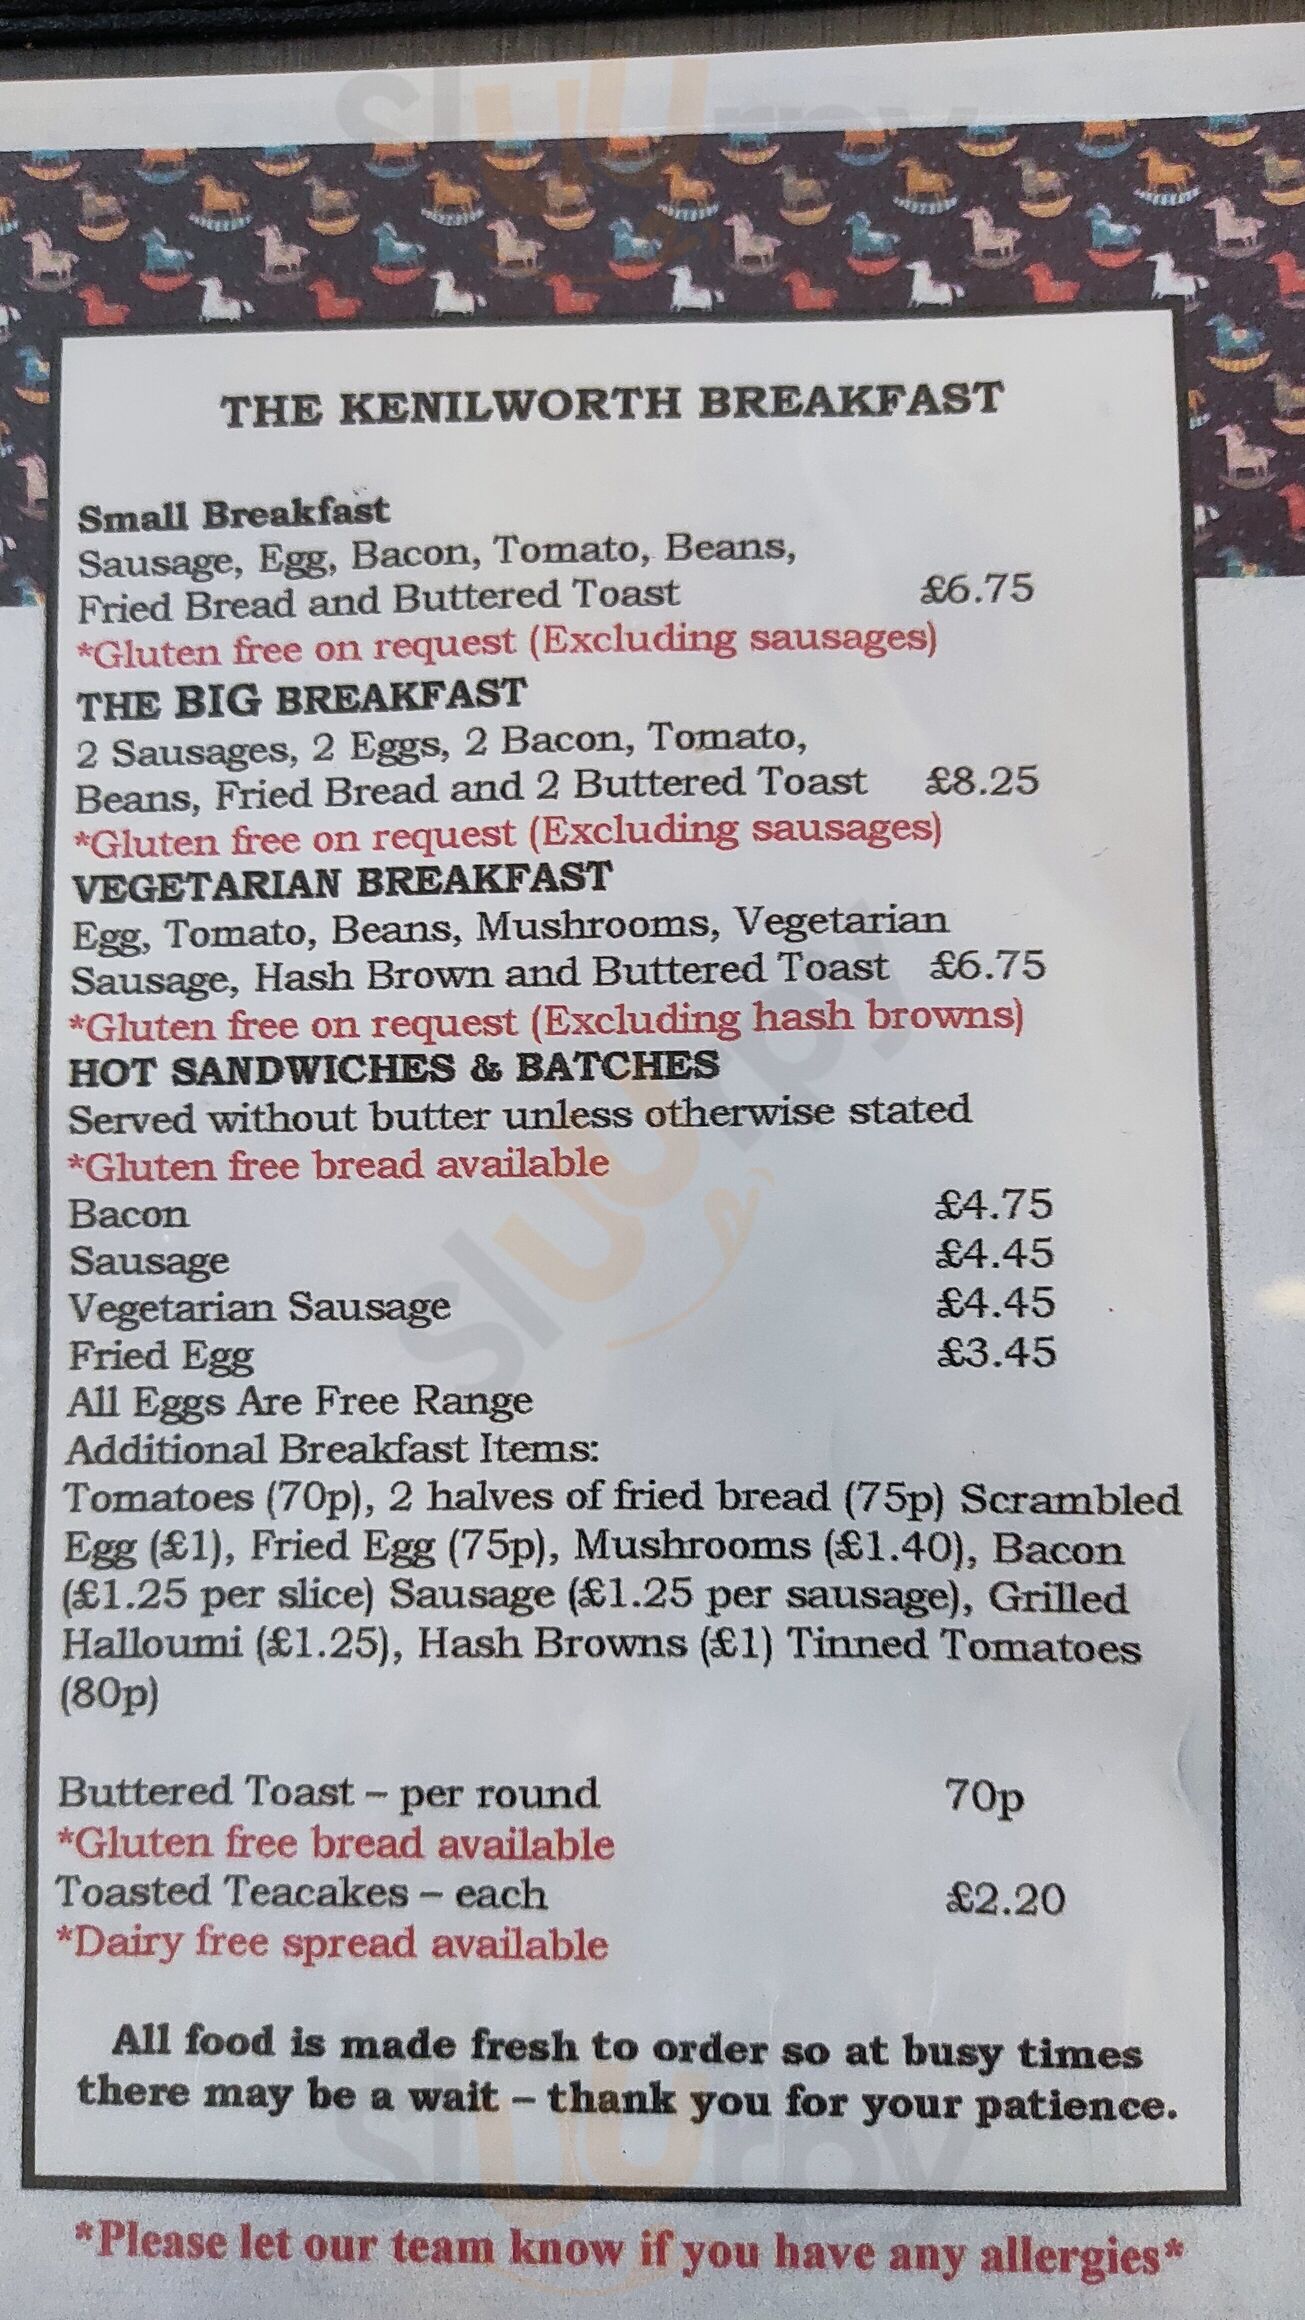 THE KENILWORTH BREAKFAST
Small Breakfast
Sausage, Egg, Bacon, Tomato, Beans,
Fried Bread and Buttered Toast £6.75
*Gluten free on request (Excluding sausages)
THE BIG BREAKFAST
2 Sausages, 2 Eggs, 2 Bacon, Tomato,
Beans, Fried Bread and 2 Buttered Toast £8.25
*Gluten free on request (Excluding sausages)
VEGETARIAN BREAKFAST
Egg, Tomato, Beans, Mushrooms, Vegetarian
Sausage, Hash Brown and Buttered Toast £6.75
*Gluten free on request (Excluding hash browns)
HOT SANDWICHES & BATCHES
Served without butter unless otherwise stated
*Gluten free bread available
Bacon £4.75
Sausage £4.45
Vegetarian Sausage £4.45
Fried Egg £3.45
All Eggs Are Free Range
Additional Breakfast Items:
Tomatoes (70p), 2 halves of fried bread (75p) Scrambled
Egg (£1), Fried Egg (75p), Mushrooms (£1.40), Bacon
(£1.25 per slice) Sausage (£1.25 per sausage), Grilled
Halloumi (£1.25), Hash Browns (£1) Tinned Tomatoes
(80p)
Buttered Toast – per round 70p
*Gluten free bread available
Toasted Teacakes – each £2.20
*Dairy free spread available
All food is made fresh to order so at busy times
there may be a wait – thank you for your patience.
*Please let our team know if you have any allergies*
slurpy
slurpy
slurpy